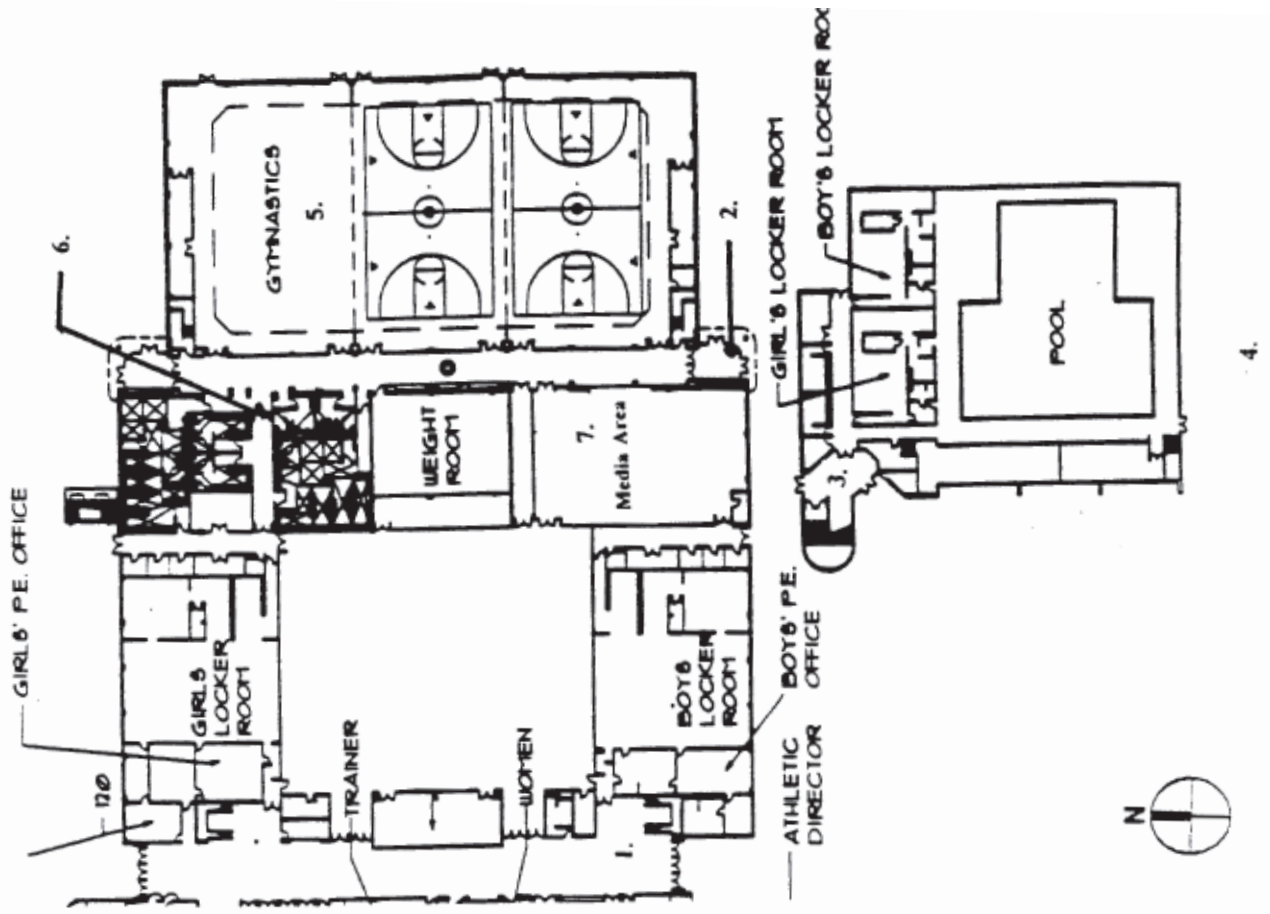 GIRLS' P.E. OFFICE
120
GIRLS
LOCKER
ROOM
6.
GYMNASTICS
5.
TRAINER
WEIGHT
ROOM
WOMEN
7.
Media Area
1.
BOYS
LOCKER
ROOM
2.
BOYS' P.E.
OFFICE
ATHLETIC
DIRECTOR
GIRL'S LOCKER ROOM
BOY'S LOCKER ROO
3.
POOL
4.
N